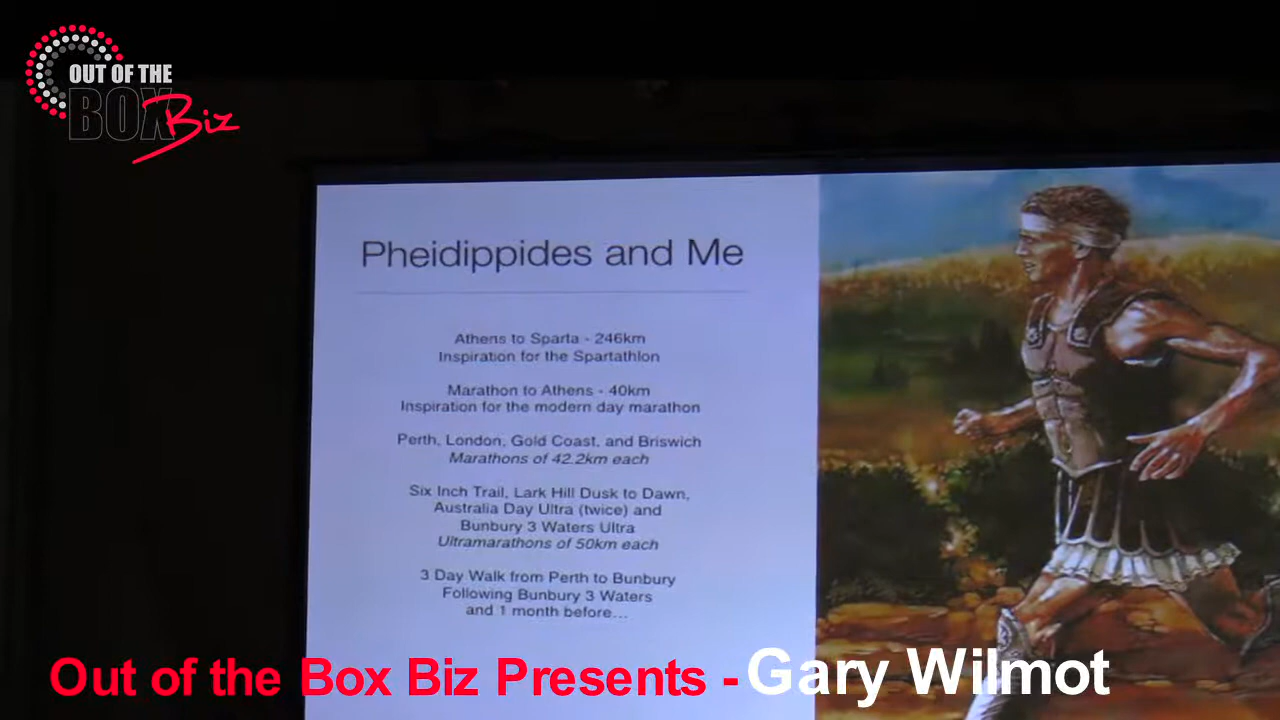 OUT OF THE
BOX Biz
Pheidippides and Me
Athens to Sparta - 246km
Inspiration for the Spartathlon
Marathon to Athens - 40km
Inspiration for the modern day marathon
Perth, London, Gold Coast, and Briswich
Marathons of 42.2km each
Six Inch Trail, Lark Hill Dusk to Dawn,
Australia Day Ultra (twice) and
Bunbury 3 Waters Ultra
Ultramarathons of 50km each
3 Day Walk from Perth to Bunbury
Following Bunbury 3 Waters
and 1 month before...
Out of the Box Biz Presents - Gary Wilmot